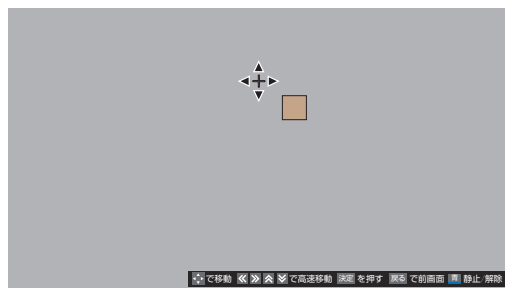 で移動 で高速移動 決定 を押す 戻る で前画面 青 静止/解除